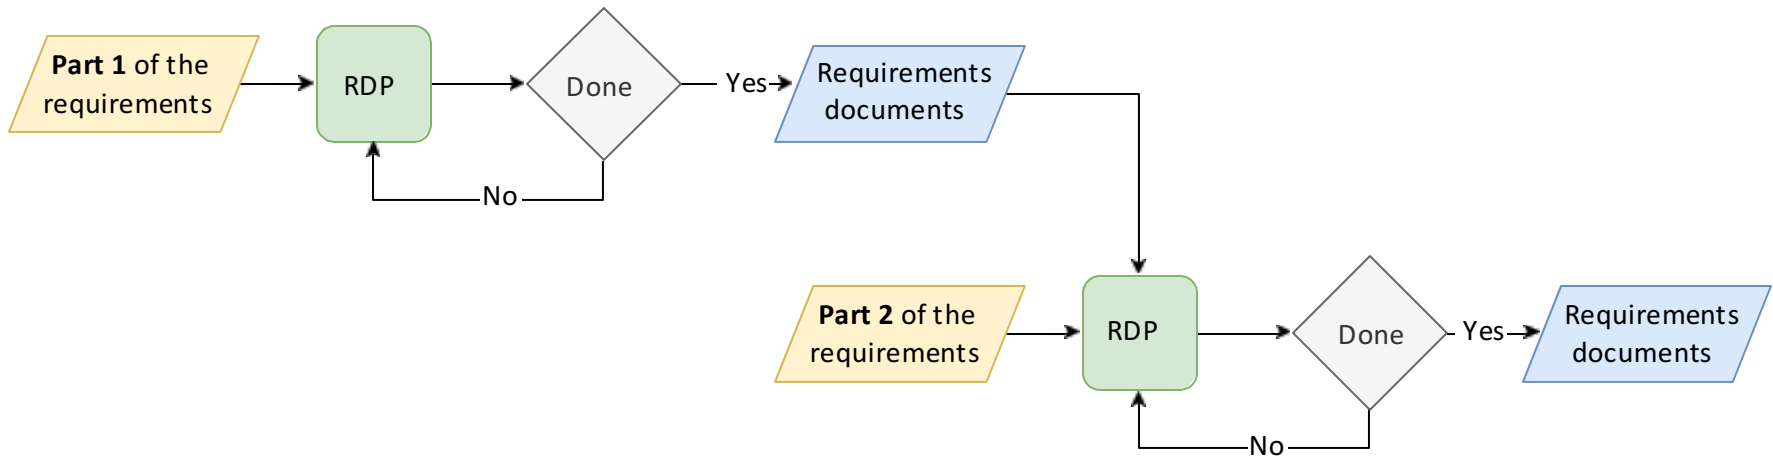 Part 1 of the
requirements
RDP
Done
Yes
Requirements
documents
No
Part 2 of the
requirements
RDP
Done
Yes
Requirements
documents
No